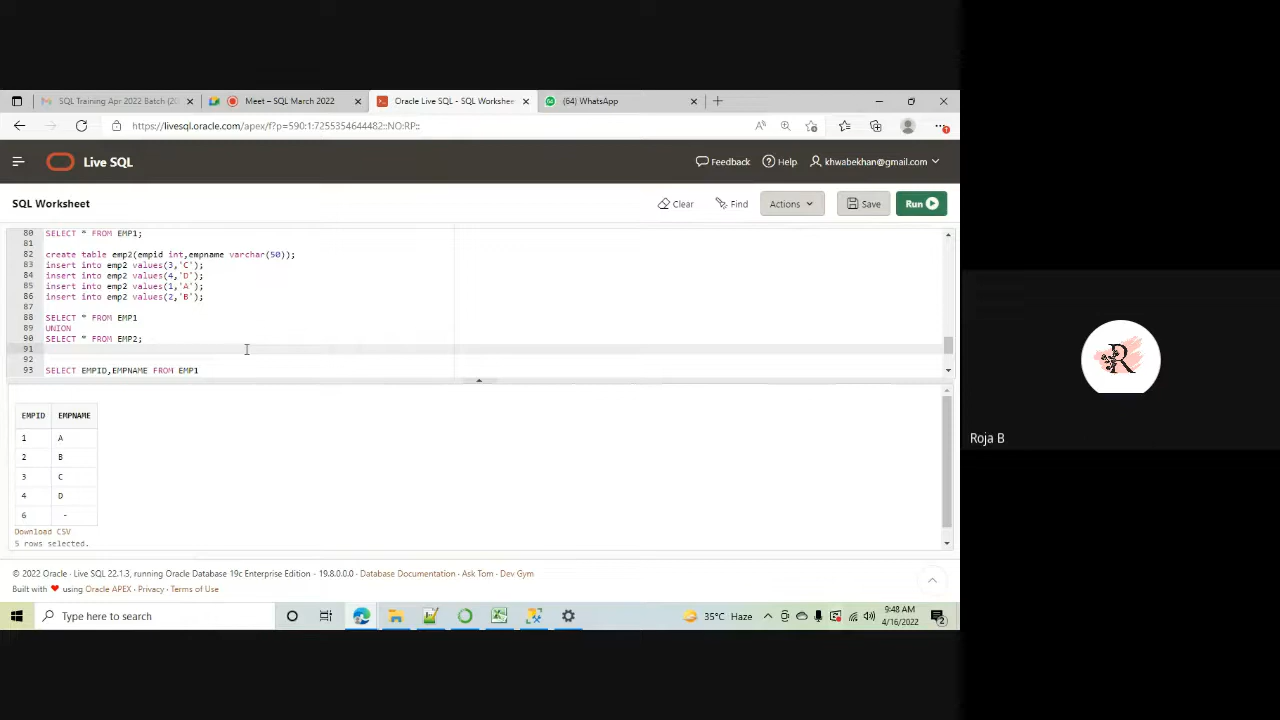 SQL Training Apr 2022 Batch (20
Meet – SQL March 2022
Oracle Live SQL - SQL Workshee
(64) WhatsApp
https://livesql.oracle.com/apex/f?p=590:1:7255354644482::NO:RP::
Live SQL
Feedback
Help
khwabekhan@gmail.com
SQL Worksheet
Clear
Find
Actions
Save
Run
80 SELECT * FROM EMP1;
81
82 create table emp2(empid int,empname varchar(50));
83 insert into emp2 values(3,'C');
84 insert into emp2 values(4,'D');
85 insert into emp2 values(1,'A');
86 insert into emp2 values(2,'B');
87
88 SELECT * FROM EMP1
89 UNION
90 SELECT * FROM EMP2;
91
92
93 SELECT EMPID,EMPNAME FROM EMP1
EMPID EMPNAME
1 A
2 B
3 C
4 D
6 -
Download CSV
5 rows selected.
© 2022 Oracle · Live SQL 22.1.3, running Oracle Database 19c Enterprise Edition - 19.8.0.0.0 · Database Documentation · Ask Tom · Dev Gym
Built with ❤ using Oracle APEX · Privacy · Terms of Use
Type here to search
35°C Haze
9:48 AM
4/16/2022
2
R
Roja B